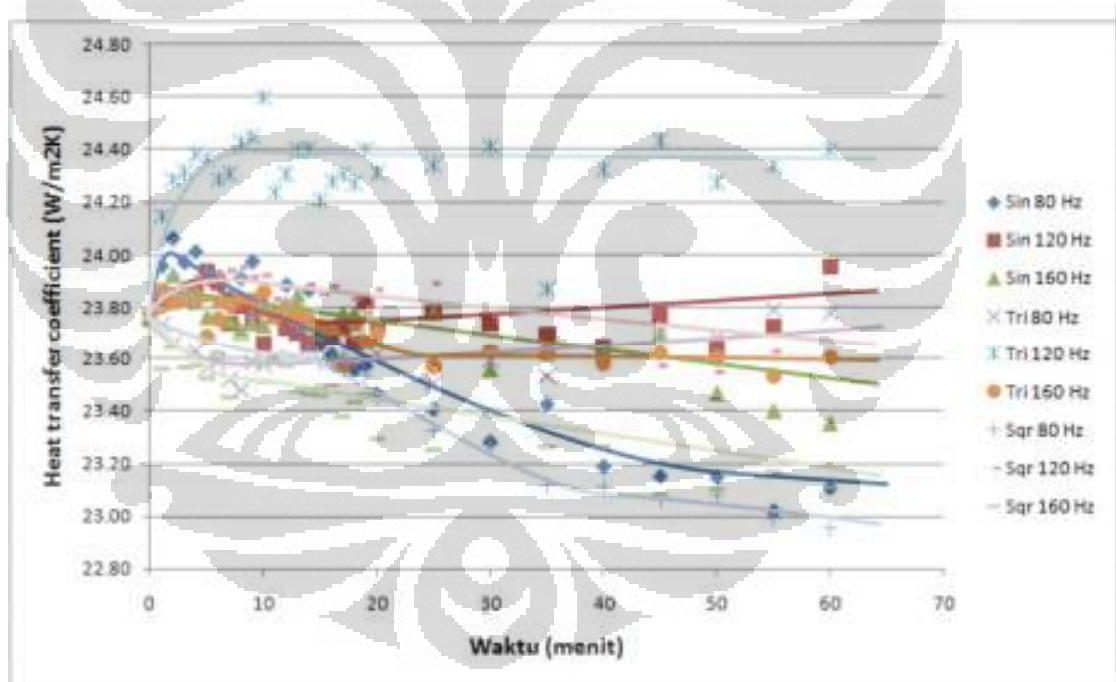 Heat transfer coefficient (W/m2K)
24.80
24.60
24.40
24.20
24.00
23.80
23.60
23.40
23.20
23.00
22.80
0 10 20 30 40 50 60 70
Waktu (menit)
Sin 80 Hz
Sin 120 Hz
Sin 160 Hz
Tri 80 Hz
Tri 120 Hz
Tri 160 Hz
Sqr 80 Hz
Sqr 120 Hz
Sqr 160 Hz